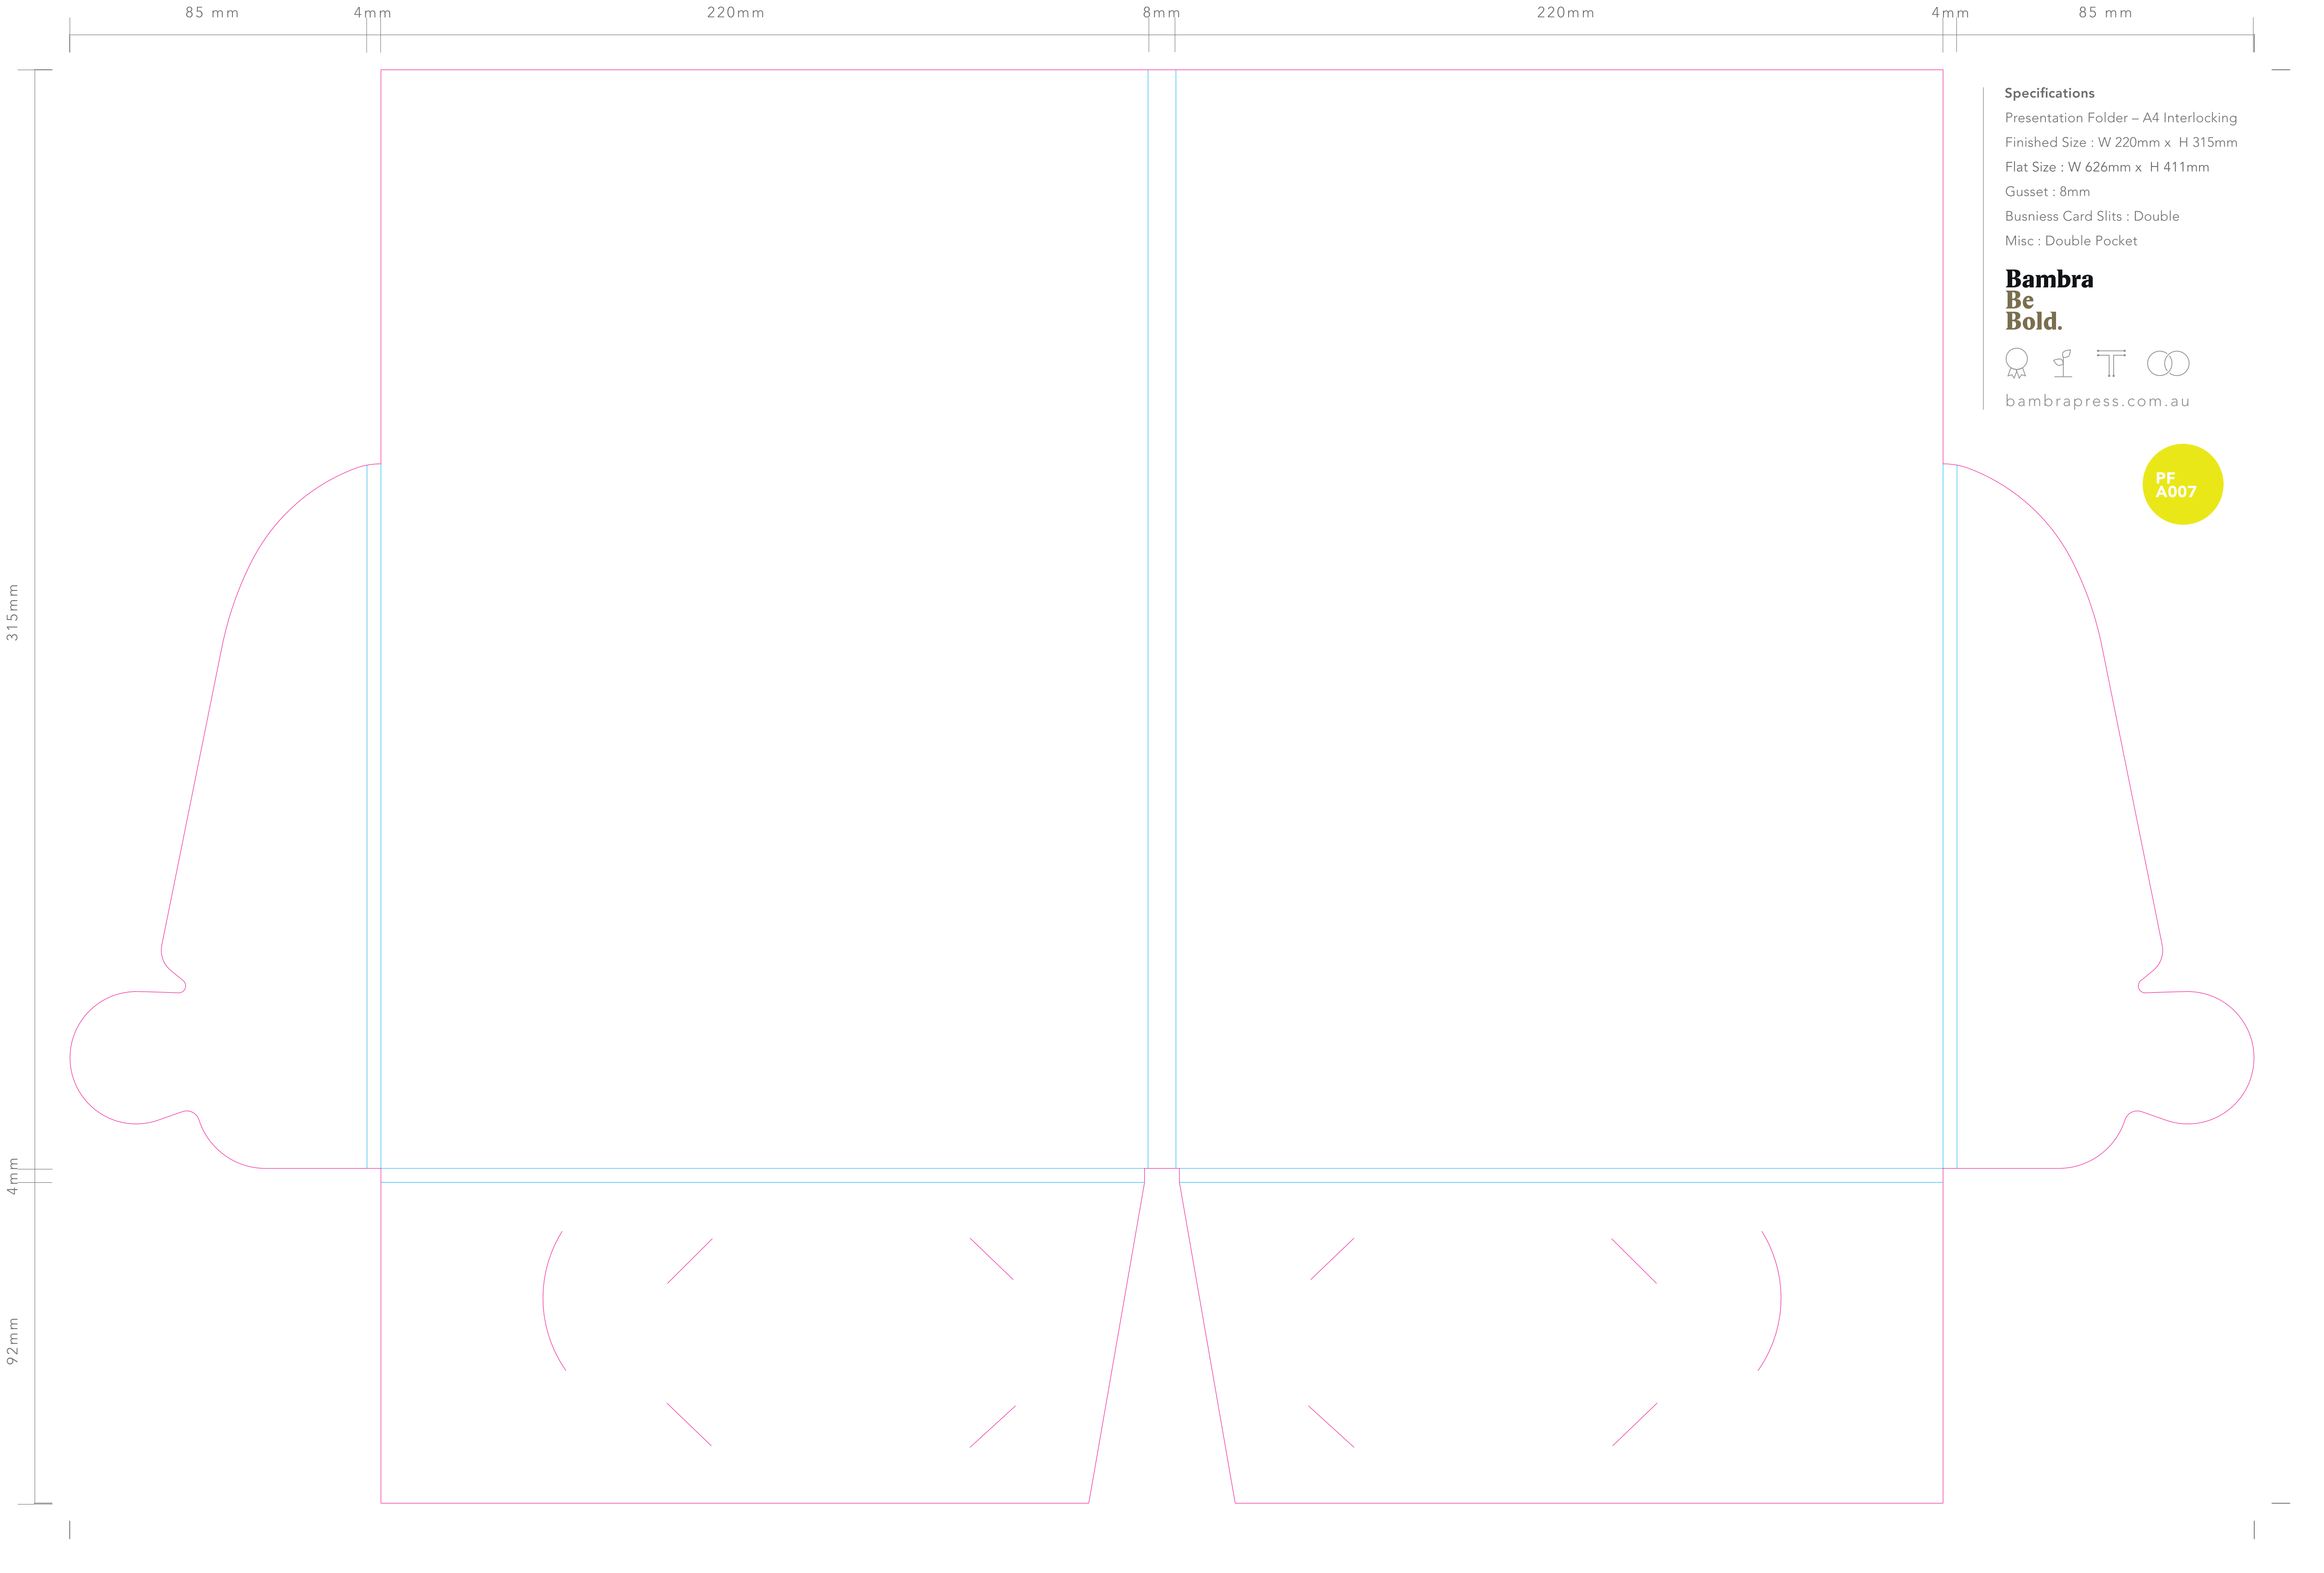 85 mm
4mm
220mm
8mm
220mm
4mm
85 mm
315mm
4mm
92mm
Specifications
Presentation Folder – A4 Interlocking
Finished Size : W 220mm x  H 315mm
Flat Size : W 626mm x  H 411mm
Gusset : 8mm
Busniess Card Slits : Double
Misc : Double Pocket
Bambra
Be
Bold.
bambrapress.com.au
PF
A007